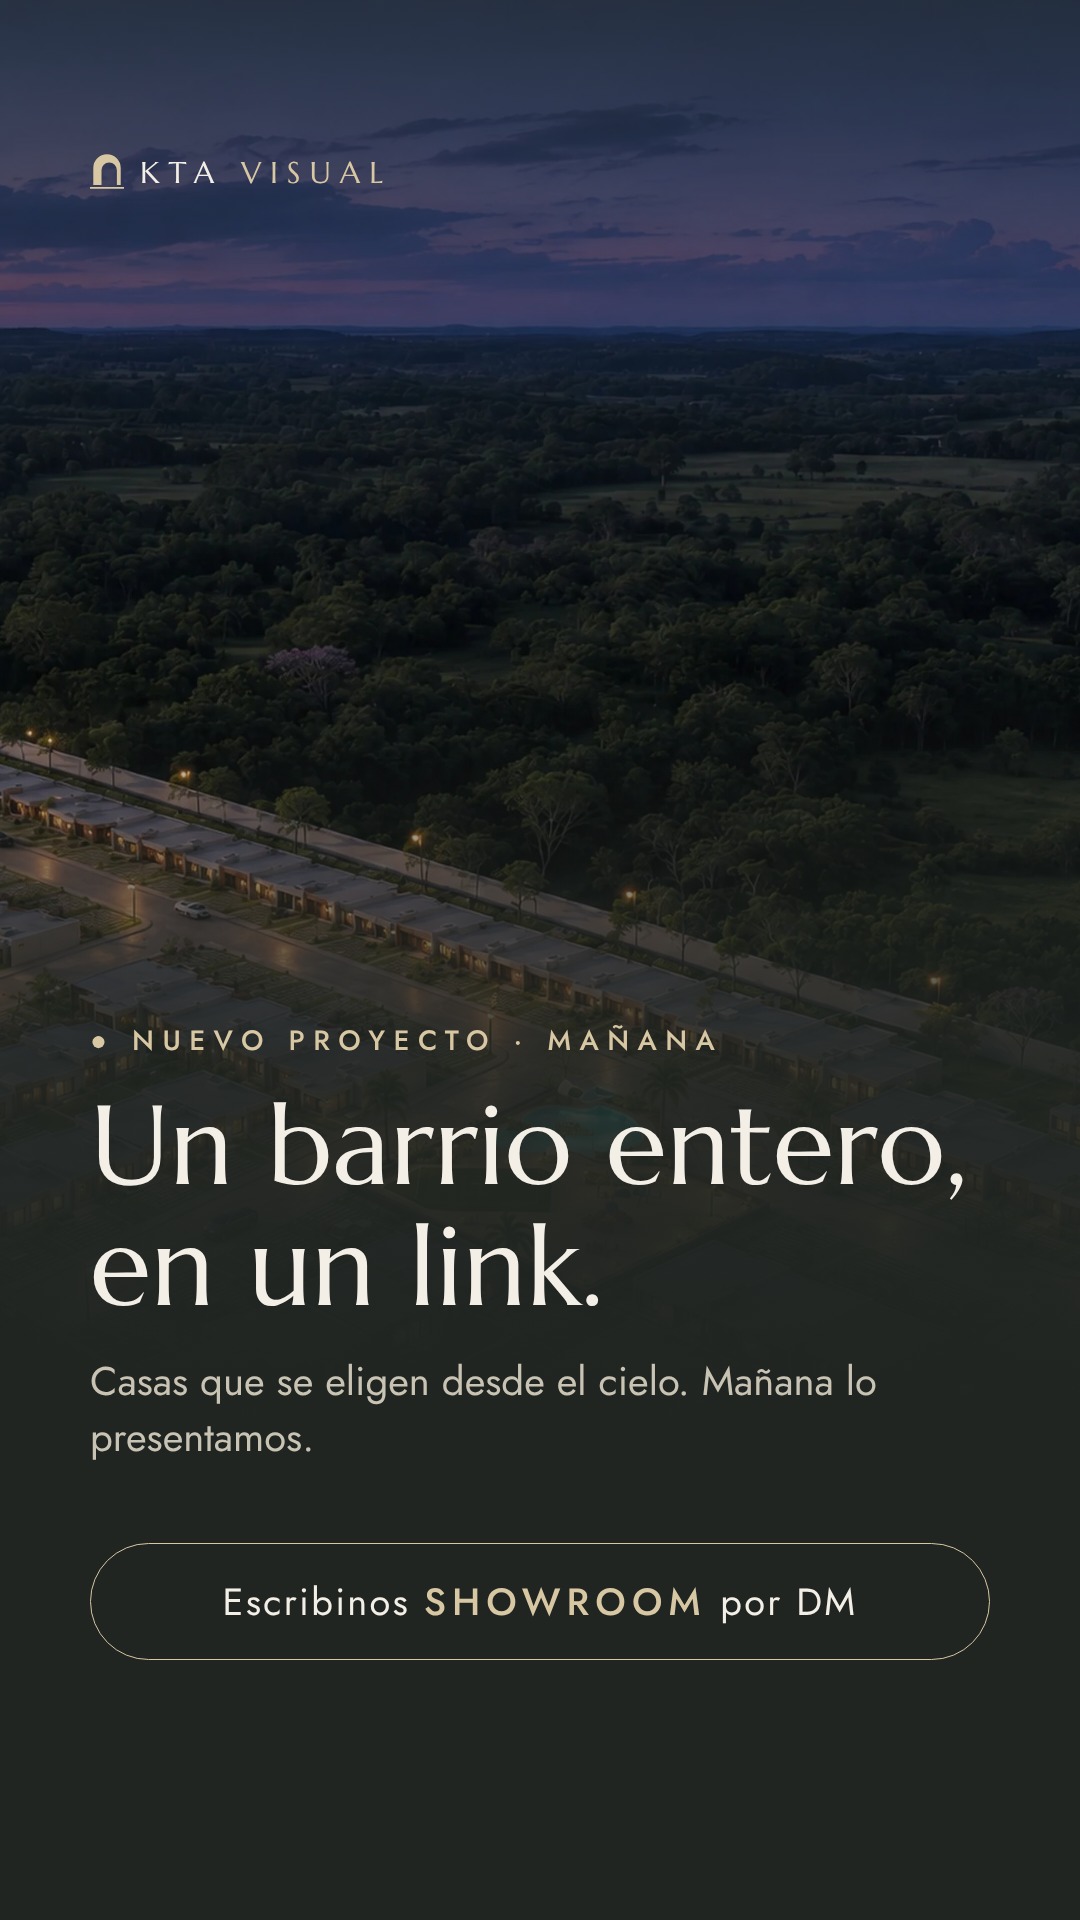 KTA VISUAL
• NUEVO PROYECTO · MAÑANA
Un barrio entero,
en un link.
Casas que se eligen desde el cielo. Mañana lo
presentamos.
Escribinos SHOWROOM por DM